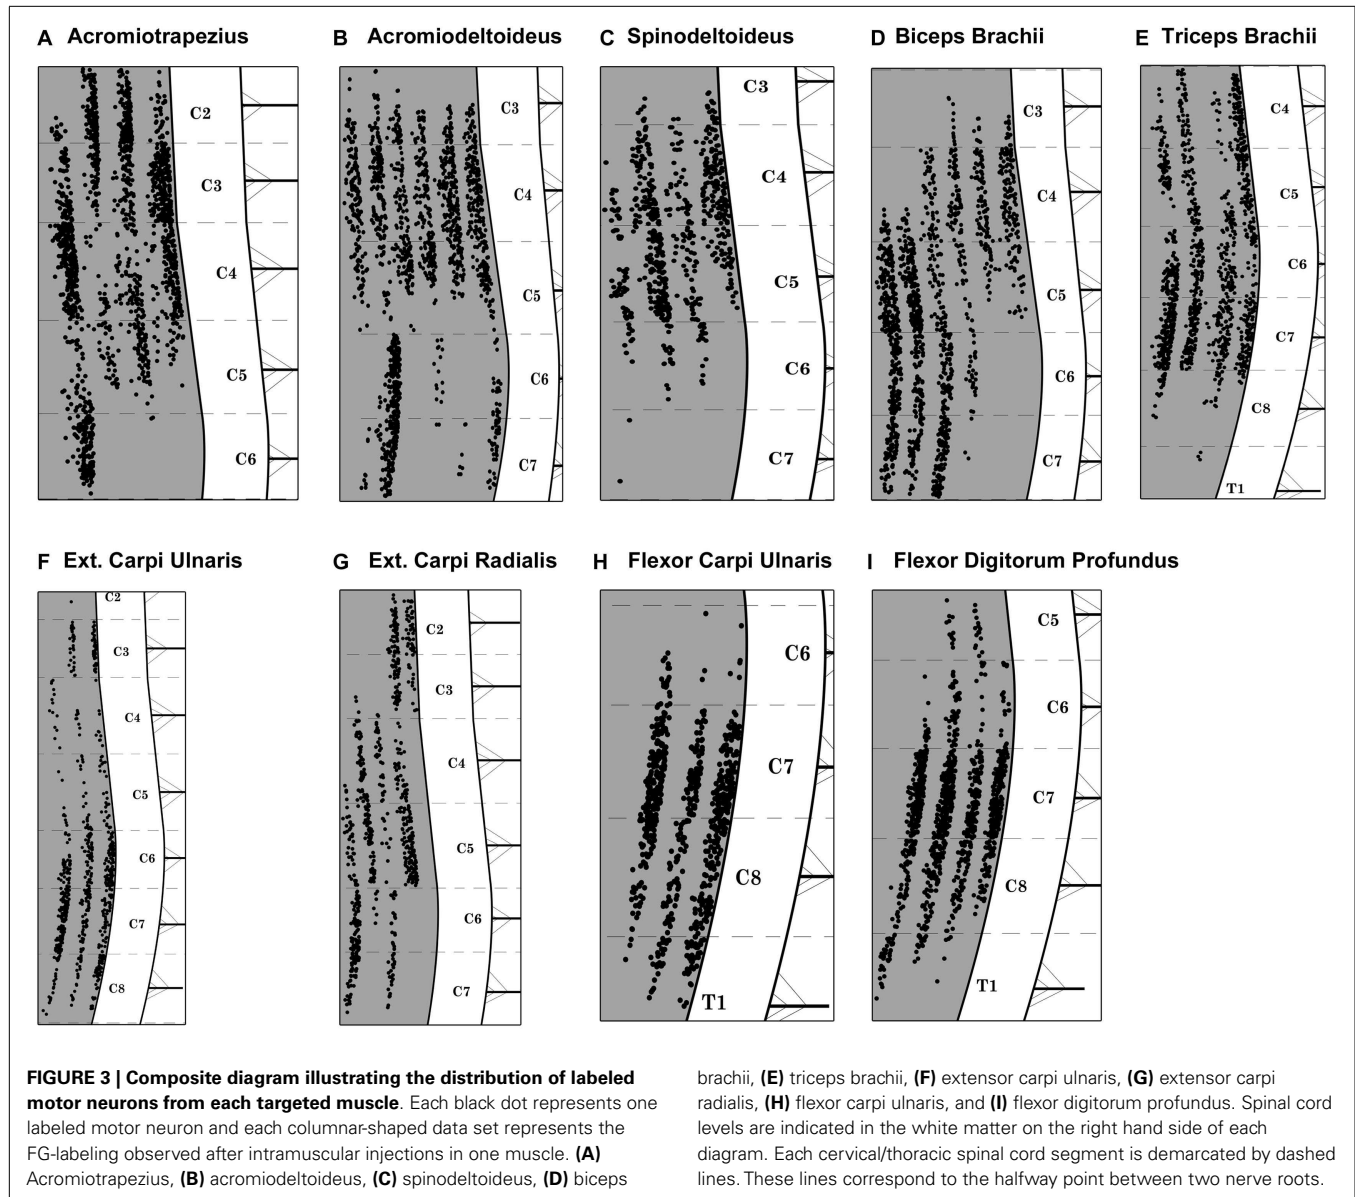 A Acromiotrapezius
B Acromiodeltoideus
C Spinodeltoideus
D Biceps Brachii
E Triceps Brachii
C2
C3
C4
C5
C6
C3
C4
C5
C6
C7
C3
C4
C5
C6
C7
C3
C4
C5
C6
C7
C4
C5
C6
C7
C8
T1
F Ext. Carpi Ulnaris
G Ext. Carpi Radialis
H Flexor Carpi Ulnaris
I Flexor Digitorum Profundus
C2
C3
C4
C5
C6
C7
C8
C2
C3
C4
C5
C6
C7
C6
C7
C8
T1
C5
C6
C7
C8
T1
FIGURE 3 | Composite diagram illustrating the distribution of labeled
motor neurons from each targeted muscle. Each black dot represents one
labeled motor neuron and each columnar-shaped data set represents the
FG-labeling observed after intramuscular injections in one muscle. (A)
Acromiotrapezius, (B) acromiodeltoideus, (C) spinodeltoideus, (D) biceps
brachii, (E) triceps brachii, (F) extensor carpi ulnaris, (G) extensor carpi
radialis, (H) flexor carpi ulnaris, and (I) flexor digitorum profundus. Spinal cord
levels are indicated in the white matter on the right hand side of each
diagram. Each cervical/thoracic spinal cord segment is demarcated by dashed
lines. These lines correspond to the halfway point between two nerve roots.